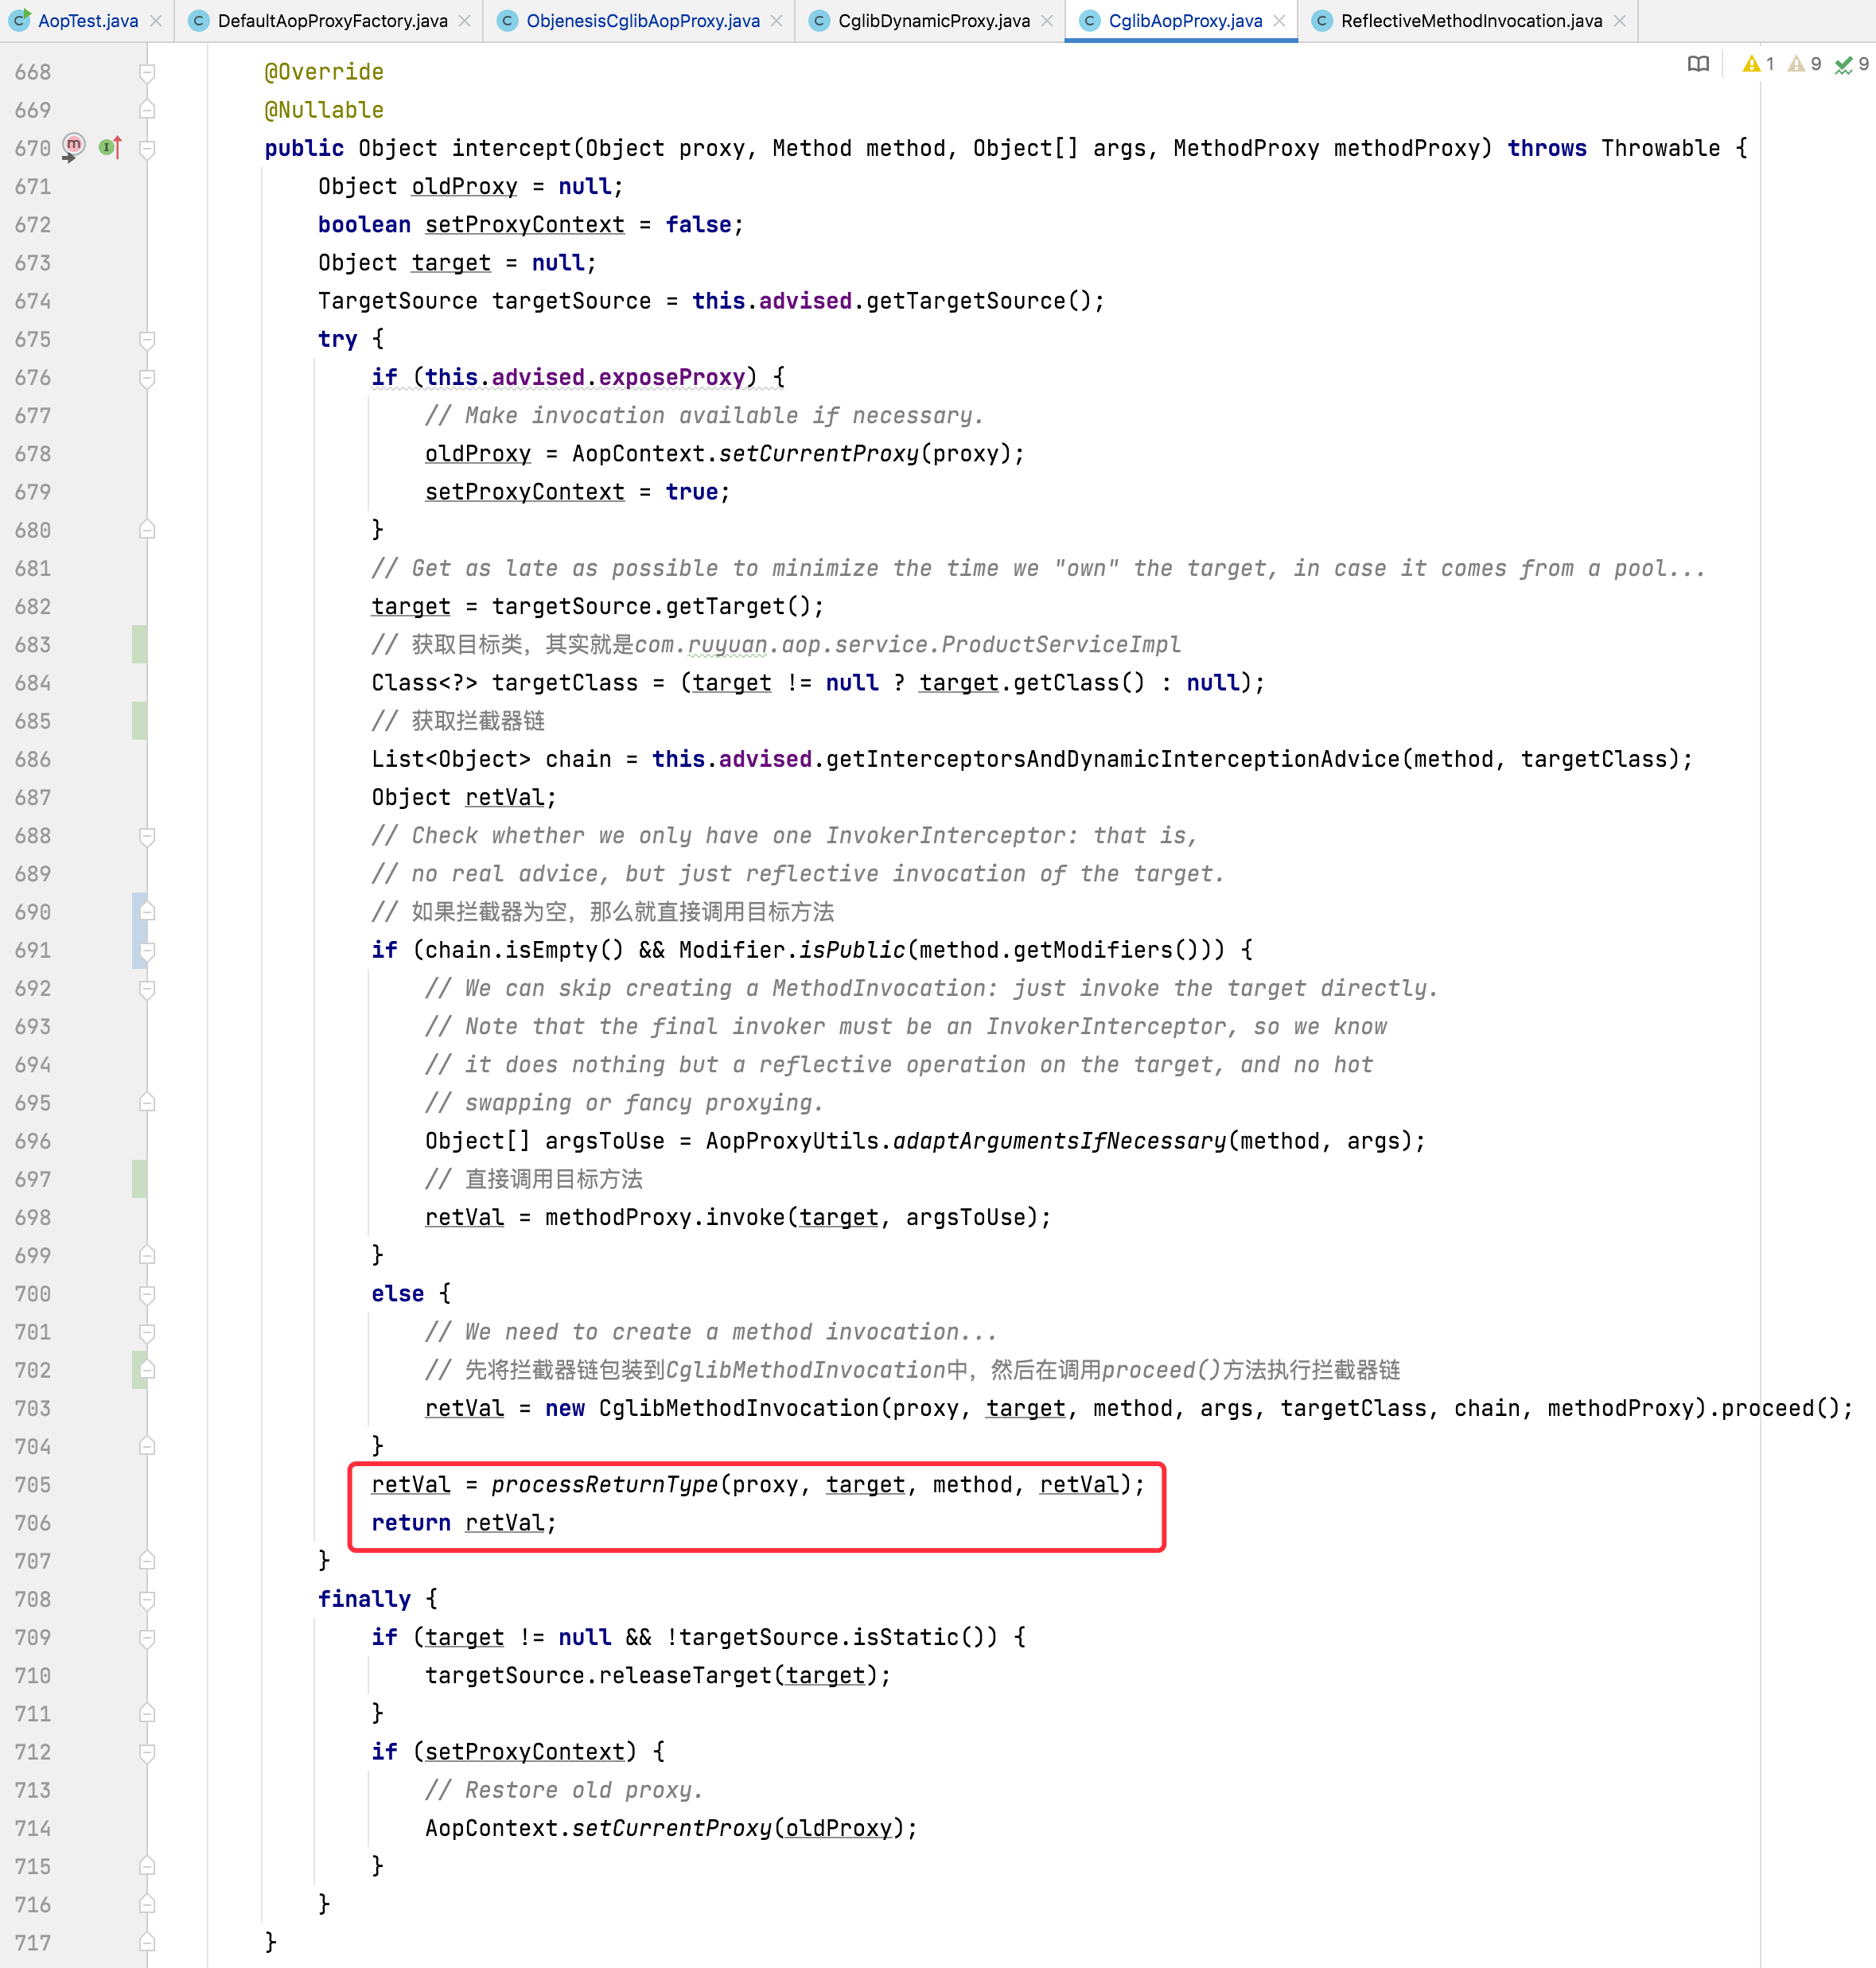 AopTest.java DefaultAopProxyFactory.java ObjenesisCglibAopProxy.java CglibDynamicProxy.java CglibAopProxy.java ReflectiveMethodInvocation.java
1 9 9
668 @Override
669 @Nullable
670 public Object intercept(Object proxy, Method method, Object[] args, MethodProxy methodProxy) throws Throwable {
671 Object oldProxy = null;
672 boolean setProxyContext = false;
673 Object target = null;
674 TargetSource targetSource = this.advised.getTargetSource();
675 try {
676 if (this.advised.exposeProxy) {
677 // Make invocation available if necessary.
678 oldProxy = AopContext.setCurrentProxy(proxy);
679 setProxyContext = true;
680 }
681 // Get as late as possible to minimize the time we "own" the target, in case it comes from a pool...
682 target = targetSource.getTarget();
683 // 获取目标类，其实就是com.ruyuan.aop.service.ProductServiceImpl
684 Class<?> targetClass = (target != null ? target.getClass() : null);
685 // 获取拦截器链
686 List<Object> chain = this.advised.getInterceptorsAndDynamicInterceptionAdvice(method, targetClass);
687 Object retVal;
688 // Check whether we only have one InvokerInterceptor: that is,
689 // no real advice, but just reflective invocation of the target.
690 // 如果拦截器为空，那么就直接调用目标方法
691 if (chain.isEmpty() && Modifier.isPublic(method.getModifiers())) {
692 // We can skip creating a MethodInvocation: just invoke the target directly.
693 // Note that the final invoker must be an InvokerInterceptor, so we know
694 // it does nothing but a reflective operation on the target, and no hot
695 // swapping or fancy proxying.
696 Object[] argsToUse = AopProxyUtils.adaptArgumentsIfNecessary(method, args);
697 // 直接调用目标方法
698 retVal = methodProxy.invoke(target, argsToUse);
699 }
700 else {
701 // We need to create a method invocation...
702 // 先将拦截器链包装到CglibMethodInvocation中，然后在调用proceed()方法执行拦截器链
703 retVal = new CglibMethodInvocation(proxy, target, method, args, targetClass, chain, methodProxy).proceed();
704 }
705 retVal = processReturnType(proxy, target, method, retVal);
706 return retVal;
707 }
708 finally {
709 if (target != null && !targetSource.isStatic()) {
710 targetSource.releaseTarget(target);
711 }
712 if (setProxyContext) {
713 // Restore old proxy.
714 AopContext.setCurrentProxy(oldProxy);
715 }
716 }
717 }